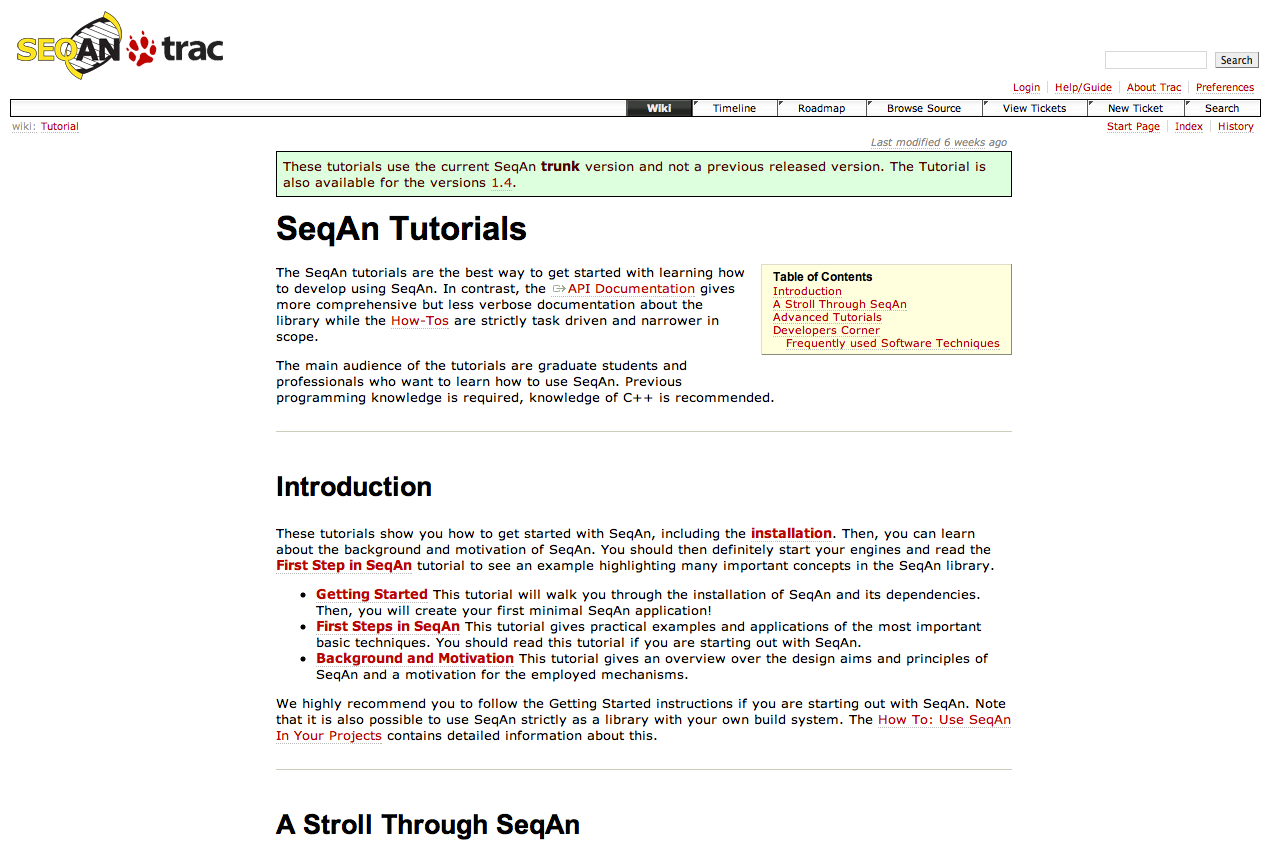 SEQAN trac
Search
Login Help/Guide About Trac Preferences
Wiki Timeline Roadmap Browse Source View Tickets New Ticket Search
wiki: Tutorial
Start Page Index History
Last modified 6 weeks ago
These tutorials use the current SeqAn trunk version and not a previous released version. The Tutorial is
also available for the versions 1.4.
SeqAn Tutorials
The SeqAn tutorials are the best way to get started with learning how
to develop using SeqAn. In contrast, the API Documentation gives
more comprehensive but less verbose documentation about the
library while the How-Tos are strictly task driven and narrower in
scope.
Table of Contents
Introduction
A Stroll Through SeqAn
Advanced Tutorials
Developers Corner
Frequently used Software Techniques
The main audience of the tutorials are graduate students and
professionals who want to learn how to use SeqAn. Previous
programming knowledge is required, knowledge of C++ is recommended.
Introduction
These tutorials show you how to get started with SeqAn, including the installation. Then, you can learn
about the background and motivation of SeqAn. You should then definitely start your engines and read the
First Step in SeqAn tutorial to see an example highlighting many important concepts in the SeqAn library.
• Getting Started This tutorial will walk you through the installation of SeqAn and its dependencies.
Then, you will create your first minimal SeqAn application!
• First Steps in SeqAn This tutorial gives practical examples and applications of the most important
basic techniques. You should read this tutorial if you are starting out with SeqAn.
• Background and Motivation This tutorial gives an overview over the design aims and principles of
SeqAn and a motivation for the employed mechanisms.
We highly recommend you to follow the Getting Started instructions if you are starting out with SeqAn. Note
that it is also possible to use SeqAn strictly as a library with your own build system. The How To: Use SeqAn
In Your Projects contains detailed information about this.
A Stroll Through SeqAn